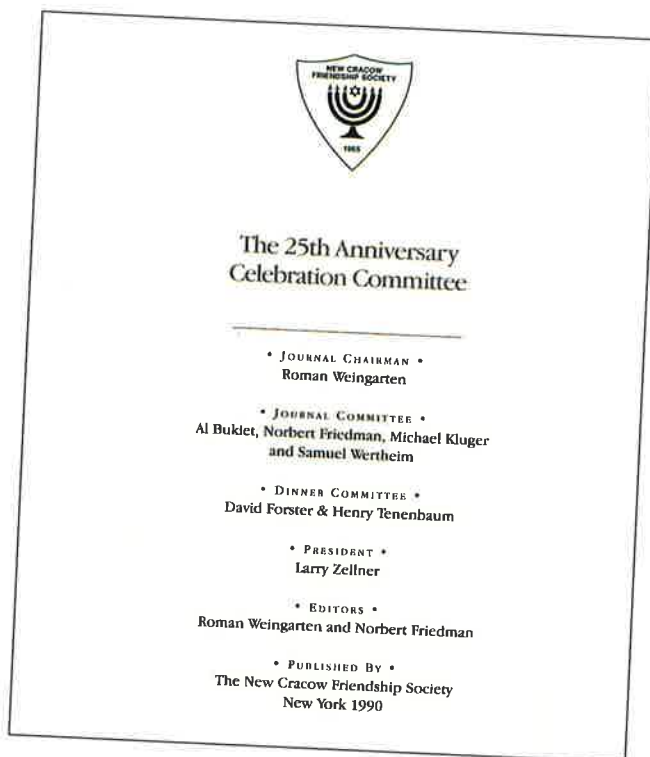 NEW CRACOW
FRIENDSHIP SOCIETY
1965
The 25th Anniversary
Celebration Committee
• JOURNAL CHAIRMAN •
Roman Weingarten
• JOURNAL COMMITTEE •
Al Buklet, Norbert Friedman, Michael Kluger
and Samuel Wertheim
• DINNER COMMITTEE •
David Forster & Henry Tenenbaum
• PRESIDENT •
Larry Zellner
• EDITORS •
Roman Weingarten and Norbert Friedman
• PUBLISHED BY •
The New Cracow Friendship Society
New York 1990